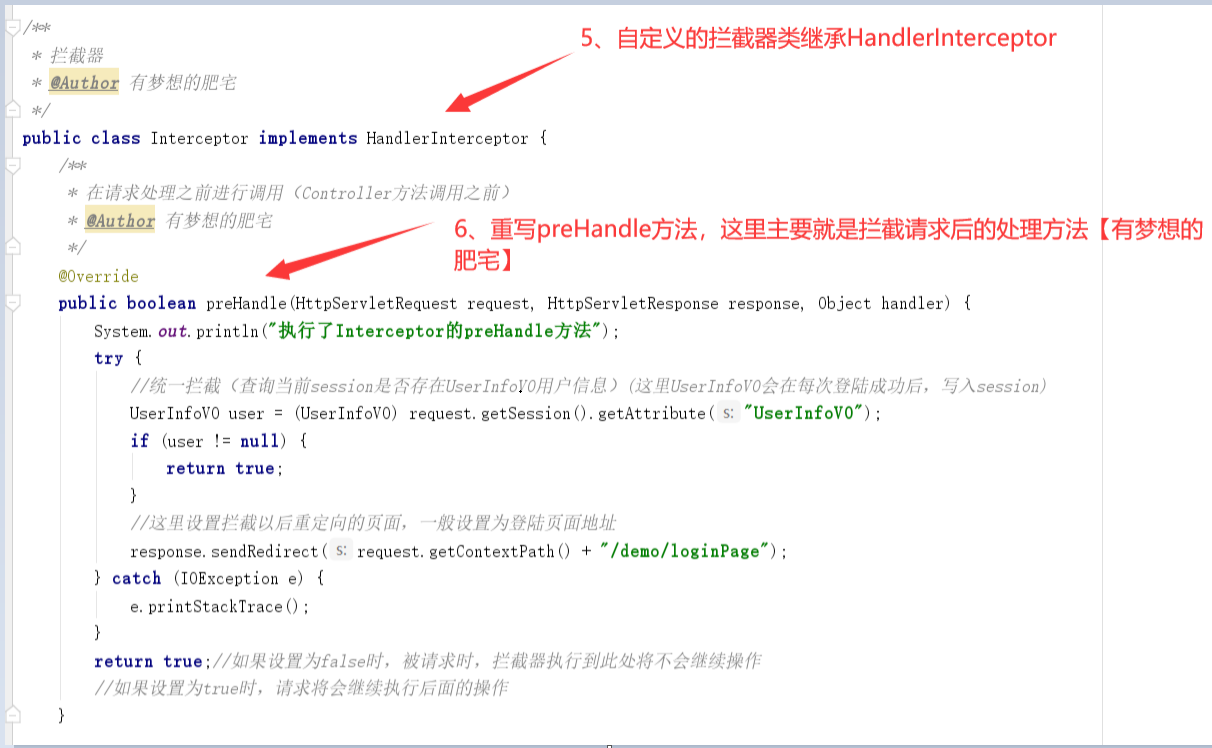 /**
5、自定义的拦截器类继承HandlerInterceptor
* 拦截器
* @Author 有梦想的肥宅
*/
public class Interceptor implements HandlerInterceptor {
/**
* 在请求处理之前进行调用（Controller方法调用之前）
* @Author 有梦想的肥宅
*/
6、重写preHandle方法，这里主要就是拦截请求后的处理方法【有梦想的
肥宅】
@Override
public boolean preHandle(HttpServletRequest request, HttpServletResponse response, Object handler) {
System.out.println("执行了Interceptor的preHandle方法");
try {
//统一拦截（查询当前session是否存在UserInfoVO用户信息）(这里UserInfoVO会在每次登陆成功后，写入session)
UserInfoVO user = (UserInfoVO) request.getSession().getAttribute( s: "UserInfoVO");
if (user != null) {
return true;
}
//这里设置拦截以后重定向的页面，一般设置为登陆页面地址
response.sendRedirect( s: request.getContextPath() + "/demo/loginPage");
} catch (IOException e) {
e.printStackTrace();
}
return true;//如果设置为false时，被请求时，拦截器执行到此处将不会继续操作
//如果设置为true时，请求将会继续执行后面的操作
}